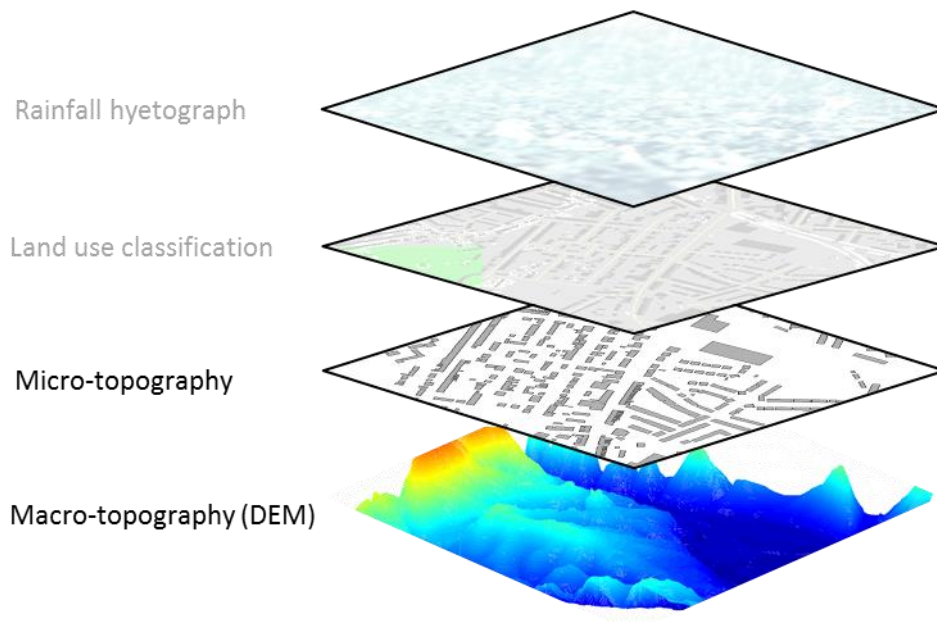 Rainfall hyetograph
Land use classification
Micro-topography
Macro-topography (DEM)